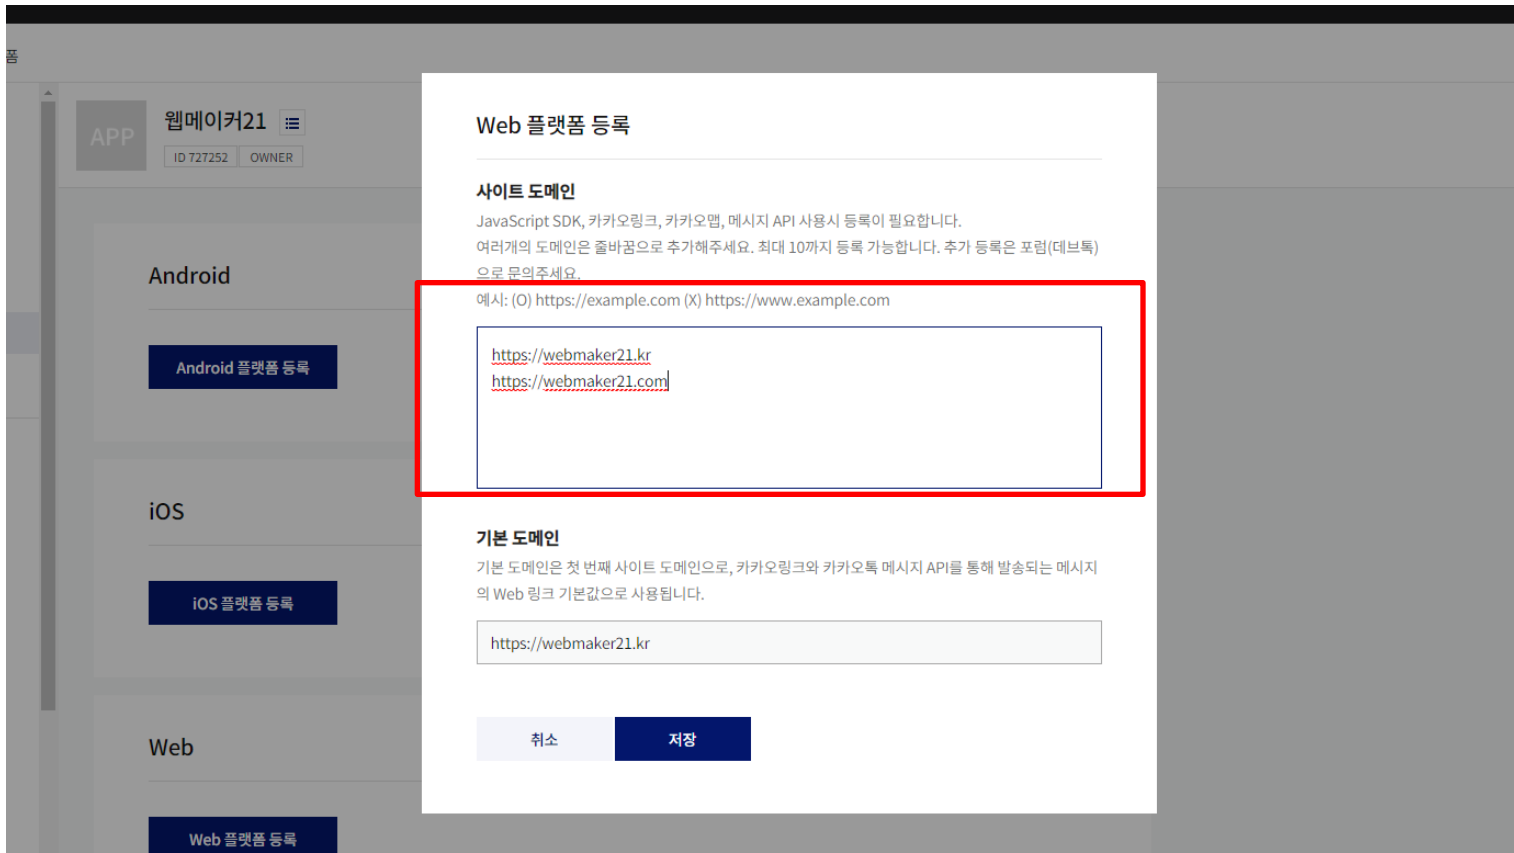 폼
APP
웹메이커21
ID 727252
OWNER
Android
Android 플랫폼 등록
iOS
iOS 플랫폼 등록
Web
Web 플랫폼 등록
Web 플랫폼 등록
사이트 도메인
JavaScript SDK, 카카오링크, 카카오맵, 메시지 API 사용시 등록이 필요합니다.
여러개의 도메인은 줄바꿈으로 추가해주세요. 최대 10까지 등록 가능합니다. 추가 등록은 포럼(데브톡)
으로 문의주세요.
예시: (O) https://example.com (X) https://www.example.com
https://webmaker21.kr
https://webmaker21.com
기본 도메인
기본 도메인은 첫 번째 사이트 도메인으로, 카카오링크와 카카오톡 메시지 API를 통해 발송되는 메시지
의 Web 링크 기본값으로 사용됩니다.
https://webmaker21.kr
취소
저장